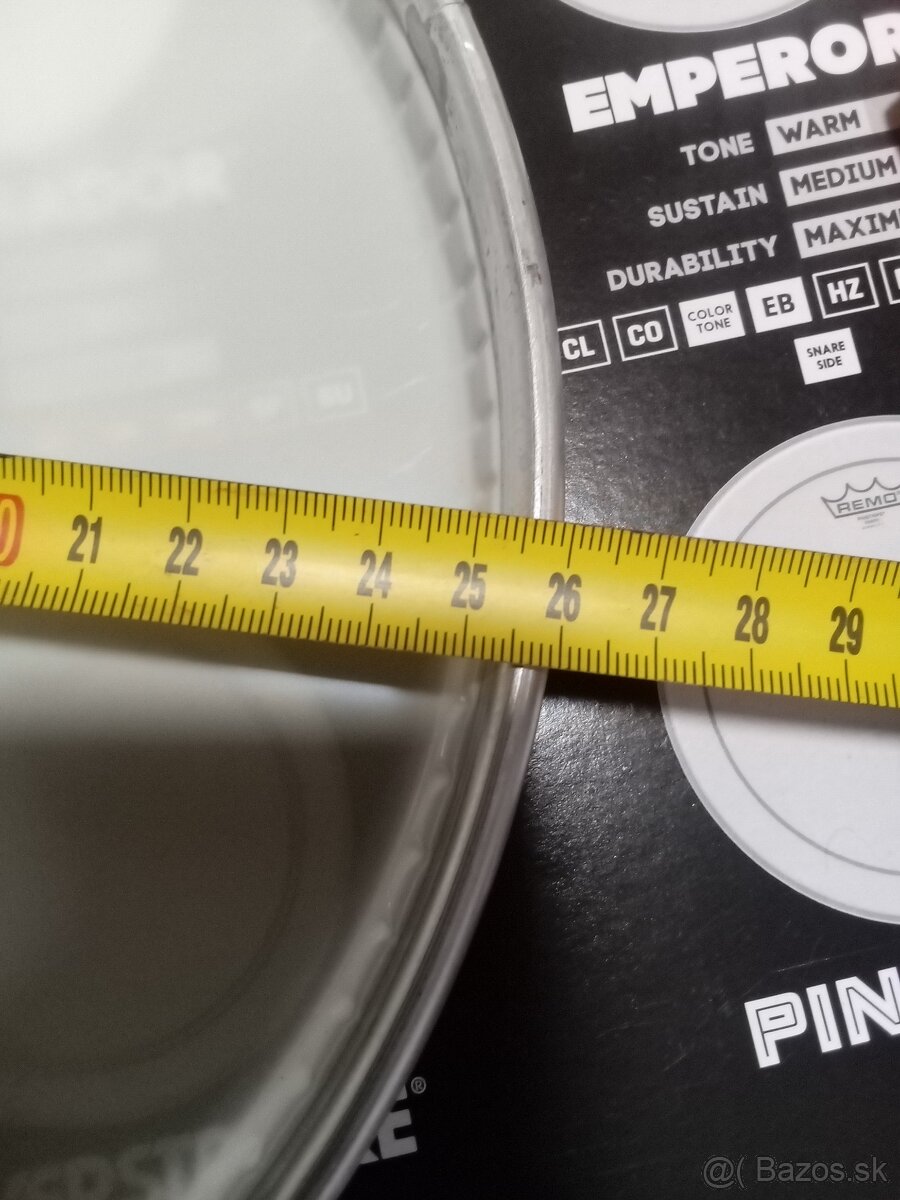 EMPEROR
TONE WARM
SUSTAIN MEDIUM
DURABILITY MAXIM
CL CO COLOR TONE EB HZ
SNARE SIDE
REMO
21 22 23 24 25 26 27 28 29
PIN
®
@( Bazos.sk